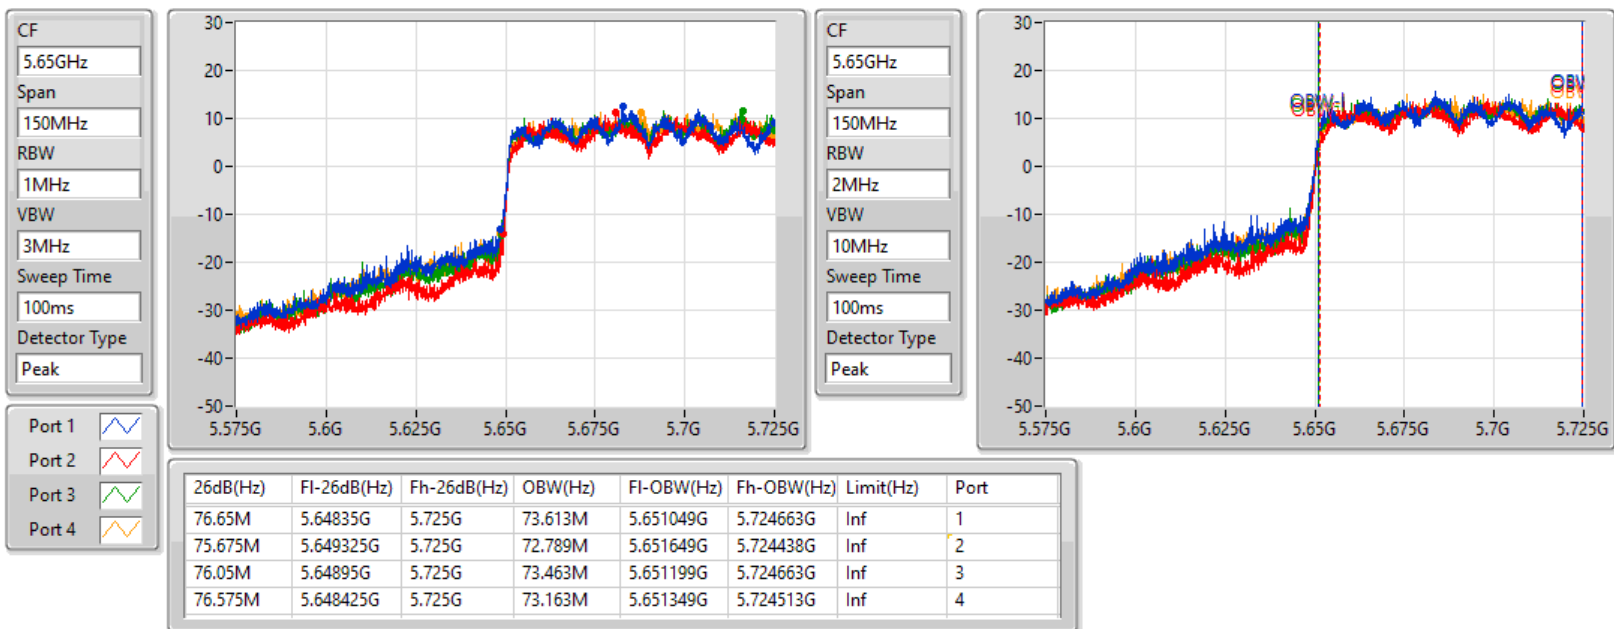 CF
5.65GHz
Span
150MHz
RBW
1MHz
VBW
3MHz
Sweep Time
100ms
Detector Type
Peak
Port 1
Port 2
Port 3
Port 4
30
20
10
0
-10
-20
-30
-40
-50
5.575G 5.6G 5.625G 5.65G 5.675G 5.7G 5.725G
CF
5.65GHz
Span
150MHz
RBW
2MHz
VBW
10MHz
Sweep Time
100ms
Detector Type
Peak
30
20
10
0
-10
-20
-30
-40
-50
5.575G 5.6G 5.625G 5.65G 5.675G 5.7G 5.725G
26dB(Hz) Fl-26dB(Hz) Fh-26dB(Hz) OBW(Hz) Fl-OBW(Hz) Fh-OBW(Hz) Limit(Hz) Port
76.65M 5.64835G 5.725G 73.613M 5.651049G 5.724663G Inf 1
75.675M 5.649325G 5.725G 72.789M 5.651649G 5.724438G Inf 2
76.05M 5.64895G 5.725G 73.463M 5.651199G 5.724663G Inf 3
76.575M 5.648425G 5.725G 73.163M 5.651349G 5.724513G Inf 4